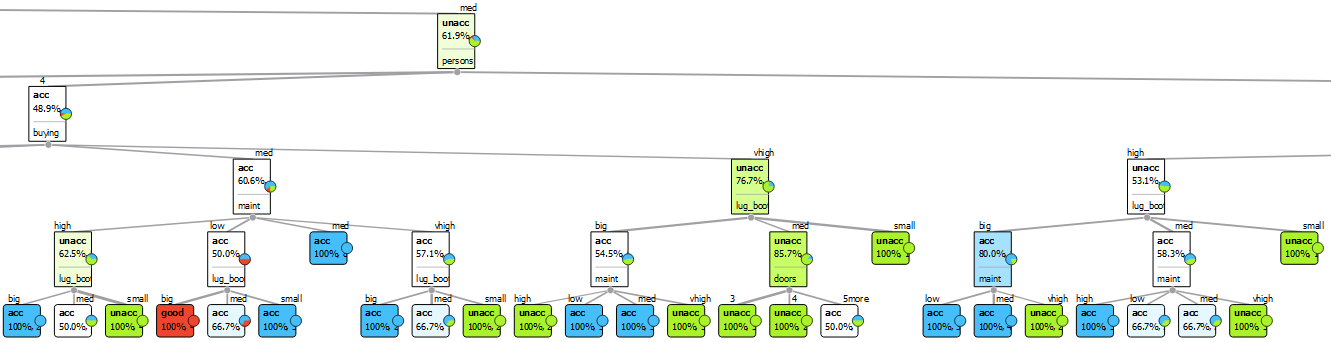 med
unacc
61.9%
persons
4
acc
48.9%
buying
med
vhigh
high
acc
unacc
unacc
60.6%
76.7%
53.1%
maint
lug_boot
lug_boot
high
low
med
vhigh
big
med
small
big
med
small
unacc
acc
acc
acc
acc
unacc
unacc
acc
acc
unacc
62.5%
50.0%
100%
57.1%
54.5%
85.7%
100%
80.0%
58.3%
100%
lug_boot
lug_boot
lug_boot
maint
doors
maint
maint
big
med
small
big
med
small
big
med
small
high
low
med
vhigh
3
4
5more
low
med
vhigh
high
low
med
vhigh
acc
acc
unacc
good
acc
acc
acc
acc
unacc
unacc
acc
acc
unacc
unacc
unacc
acc
acc
acc
unacc
acc
acc
acc
unacc
100%
50.0%
100%
100%
66.7%
100%
100%
66.7%
100%
100%
100%
100%
100%
100%
100%
50.0%
100%
100%
100%
100%
66.7%
66.7%
100%